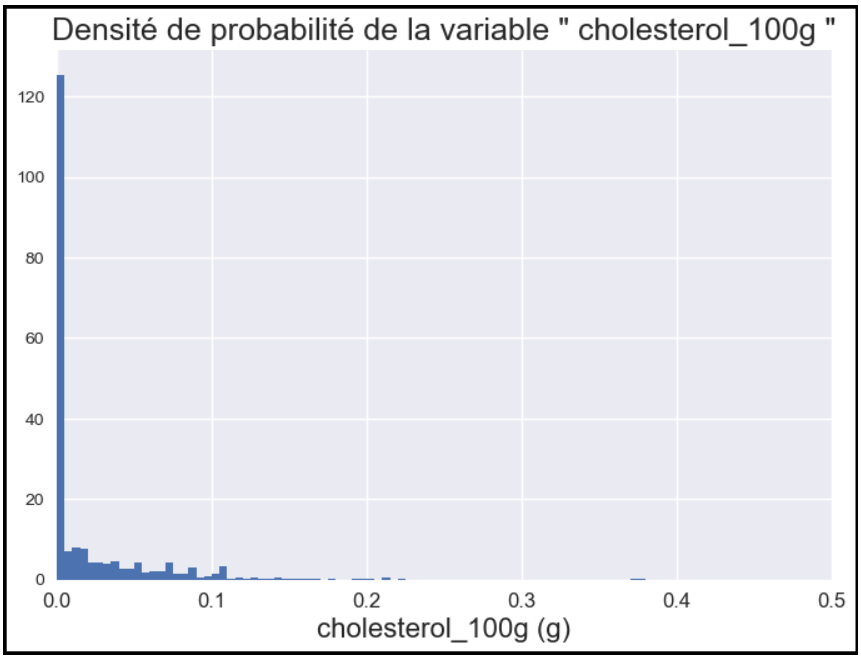 Densité de probabilité de la variable " cholesterol_100g "
120
100
80
60
40
20
0
0.0 0.1 0.2 0.3 0.4 0.5
cholesterol_100g (g)